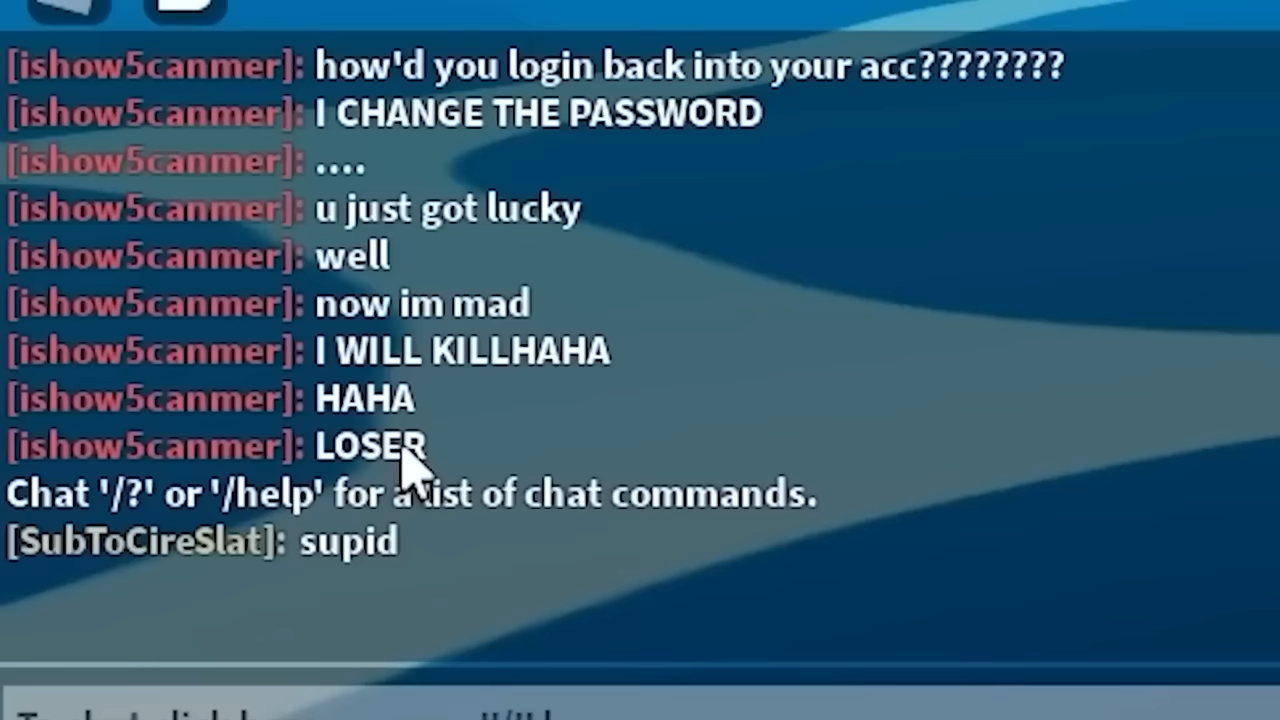 [ishow5canmer]: how'd you login back into your acc????????
[ishow5canmer]: I CHANGE THE PASSWORD
[ishow5canmer]: ....
[ishow5canmer]: u just got lucky
[ishow5canmer]: well
[ishow5canmer]: now im mad
[ishow5canmer]: I WILL KILLHAHA
[ishow5canmer]: HAHA
[ishow5canmer]: LOSER
Chat '/?' or '/help' for a list of chat commands.
[SubToCireSlat]: supid